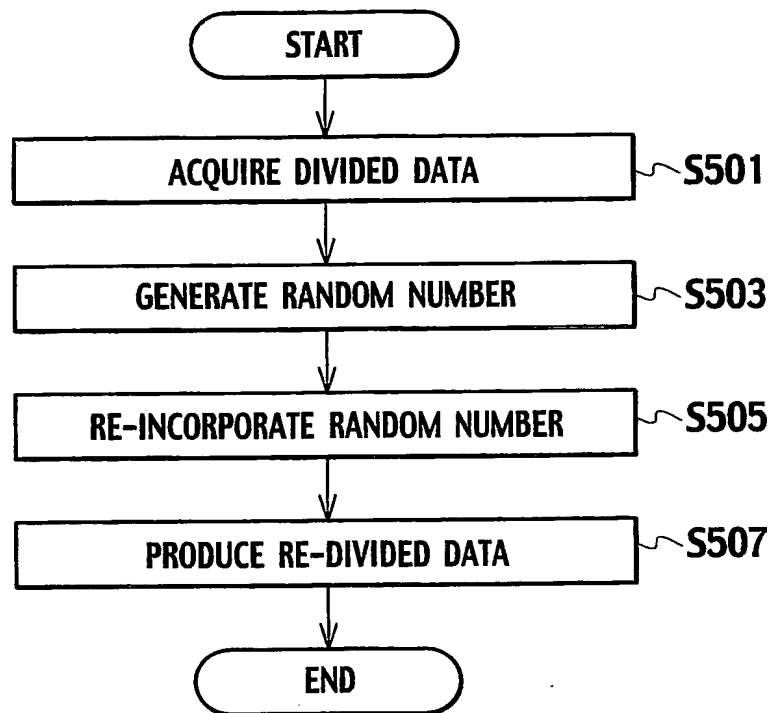 START
ACQUIRE DIVIDED DATA S501
GENERATE RANDOM NUMBER S503
RE-INCORPORATE RANDOM NUMBER S505
PRODUCE RE-DIVIDED DATA S507
END